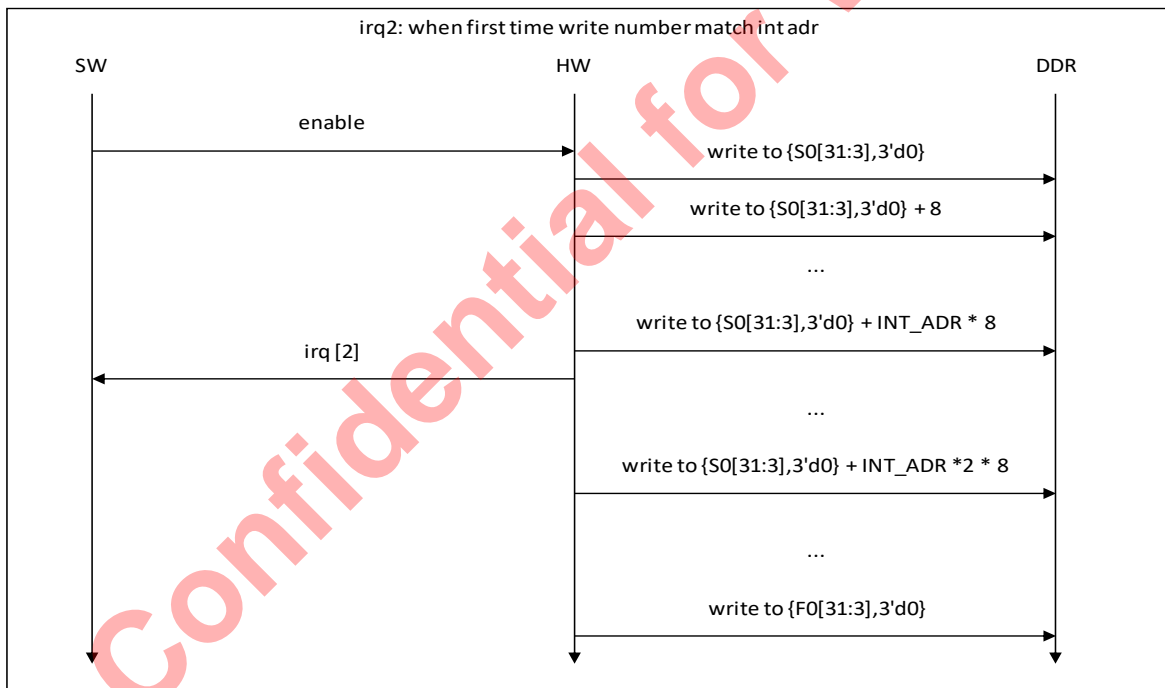 irq2: when first time write number match int adr
SW HW DDR
enable
write to {S0[31:3],3'd0}
write to {S0[31:3],3'd0} + 8
...
write to {S0[31:3],3'd0} + INT_ADR * 8
irq [2]
...
write to {S0[31:3],3'd0} + INT_ADR *2 * 8
...
write to {F0[31:3],3'd0}
Confidential for